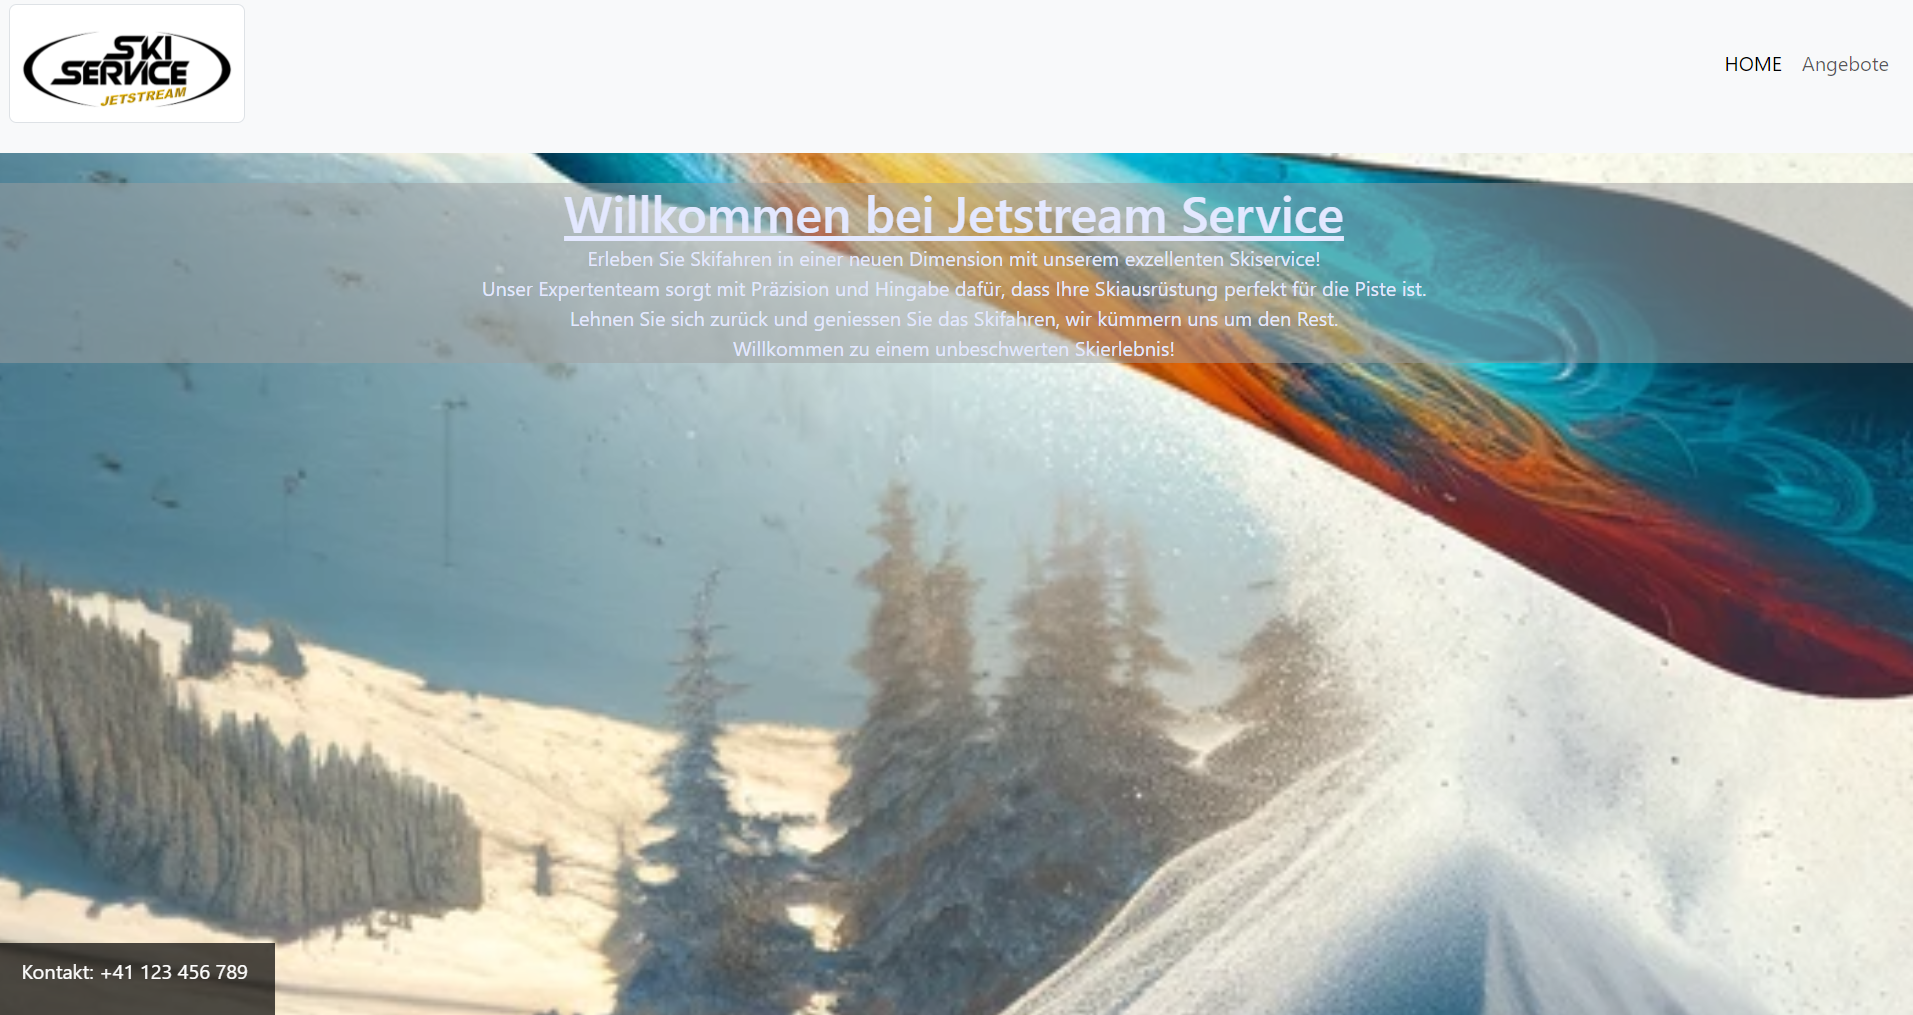 SKI
SERVICE
JETSTREAM
HOME
Angebote
Willkommen bei Jetstream Service
Erleben Sie Skifahren in einer neuen Dimension mit unserem exzellenten Skiservice!
Unser Expertenteam sorgt mit Präzision und Hingabe dafür, dass Ihre Skiausrüstung perfekt für die Piste ist.
Lehnen Sie sich zurück und geniessen Sie das Skifahren, wir kümmern uns um den Rest.
Willkommen zu einem unbeschwerten Skierlebnis!
Kontakt: +41 123 456 789